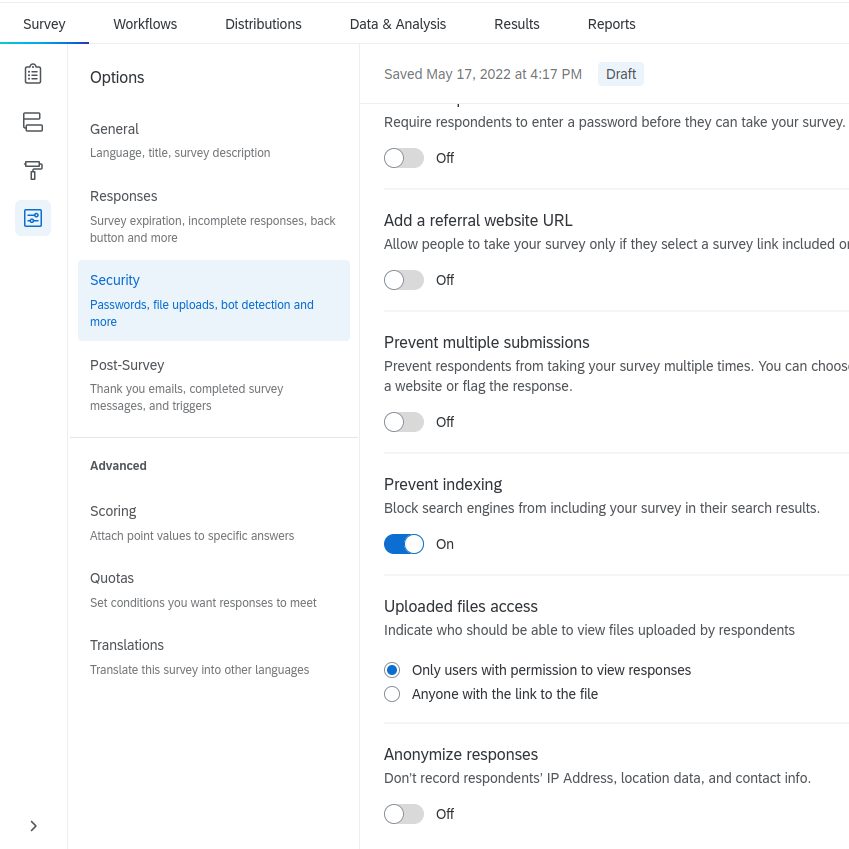 Survey Workflows Distributions Data & Analysis Results Reports
Options
General
Language, title, survey description
Responses
Survey expiration, incomplete responses, back
button and more
Security
Passwords, file uploads, bot detection and
more
Post-Survey
Thank you emails, completed survey
messages, and triggers
Advanced
Scoring
Attach point values to specific answers
Quotas
Set conditions you want responses to meet
Translations
Translate this survey into other languages
Saved May 17, 2022 at 4:17 PM Draft
Require respondents to enter a password before they can take your survey.
Off
Add a referral website URL
Allow people to take your survey only if they select a survey link included
Off
Prevent multiple submissions
Prevent respondents from taking your survey multiple times. You can
a website or flag the response.
Off
Prevent indexing
Block search engines from including your survey in their search results.
On
Uploaded files access
Indicate who should be able to view files uploaded by respondents
Only users with permission to view responses
Anyone with the link to the file
Anonymize responses
Don't record respondents' IP Address, location data, and contact info.
Off